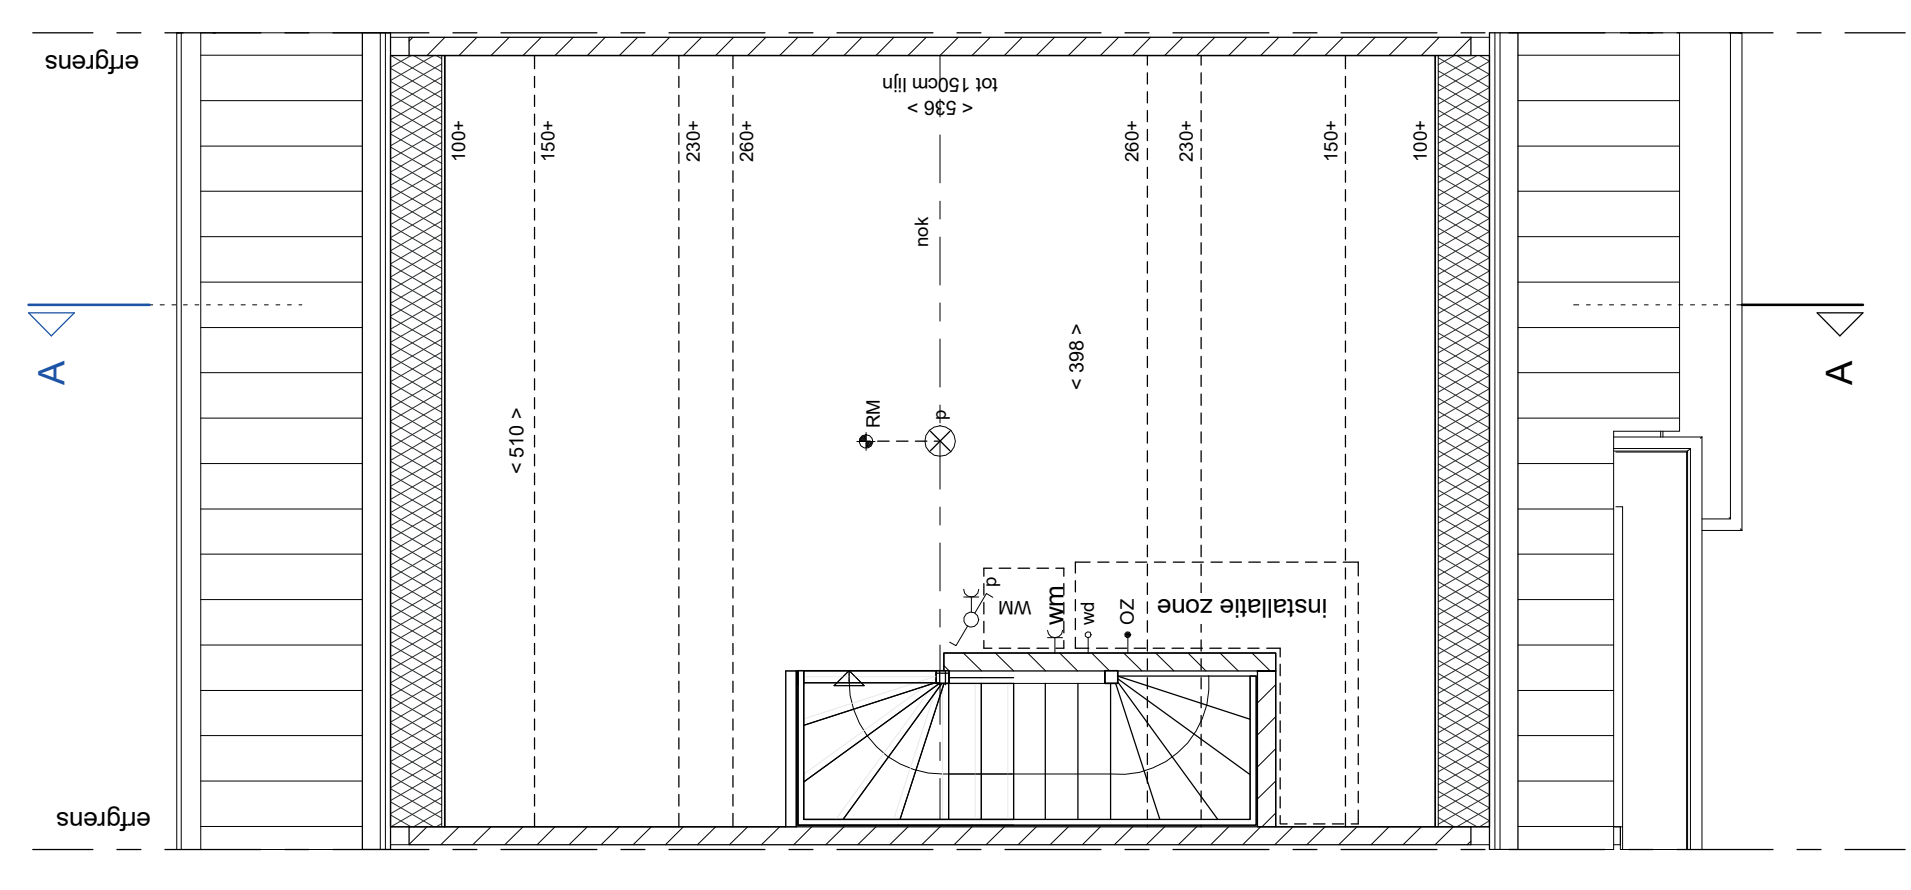 erfgrens
tot 150cm lijn
< 536 >
100+
150+
230+
260+
260+
230+
150+
100+
nok
A
A
< 398 >
< 510 >
RM
p
p
WM
wm
wd
OZ
installatie zone
erfgrens